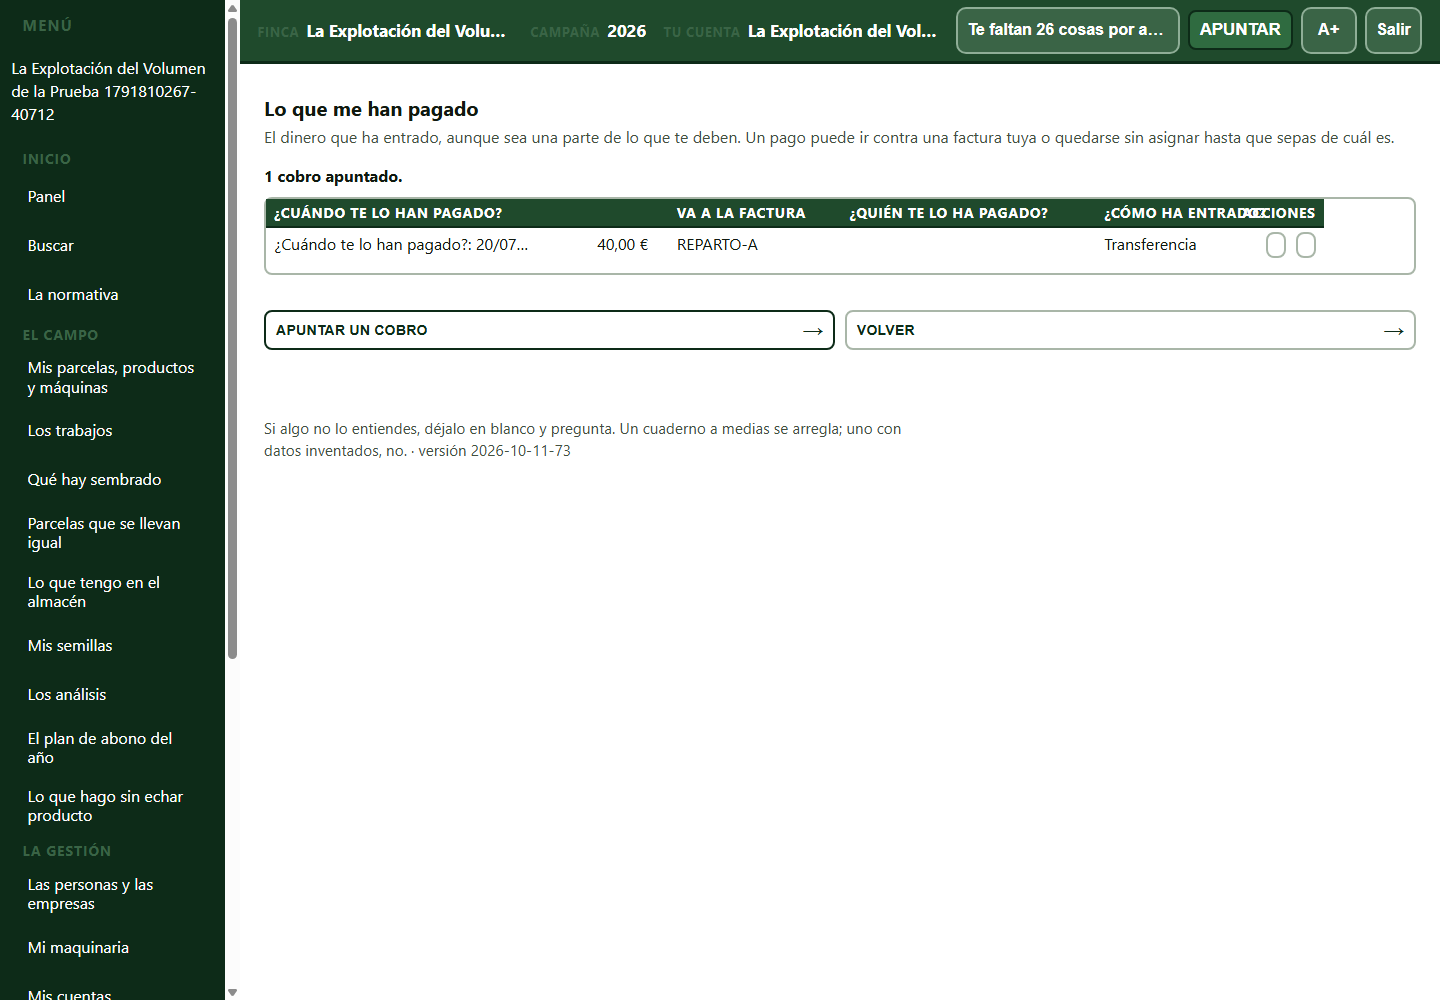 MENÚ
La Explotación del Volumen
de la Prueba 1791810267-
40712
INICIO
Panel
Buscar
La normativa
EL CAMPO
Mis parcelas, productos
y máquinas
Los trabajos
Qué hay sembrado
Parcelas que se llevan
igual
Lo que tengo en el
almacén
Mis semillas
Los análisis
El plan de abono del
año
Lo que hago sin echar
producto
LA GESTIÓN
Las personas y las
empresas
Mi maquinaria
Mis cuentas
FINCA La Explotación del Volu... CAMPAÑA 2026 TU CUENTA La Explotación del Vol... Te faltan 26 cosas por a... APUNTAR A+ Salir
Lo que me han pagado
El dinero que ha entrado, aunque sea una parte de lo que te deben. Un pago puede ir contra una factura tuya o quedarse sin asignar hasta que sepas de cuál es.
1 cobro apuntado.
¿CUÁNDO TE LO HAN PAGADO? VA A LA FACTURA ¿QUIÉN TE LO HA PAGADO? ¿CÓMO HA ENTRADO? ACCIONES
¿Cuándo te lo han pagado?: 20/07... 40,00 € REPARTO-A Transferencia
APUNTAR UN COBRO →
VOLVER →
Si algo no lo entiendes, déjalo en blanco y pregunta. Un cuaderno a medias se arregla; uno con
datos inventados, no. · versión 2026-10-11-73